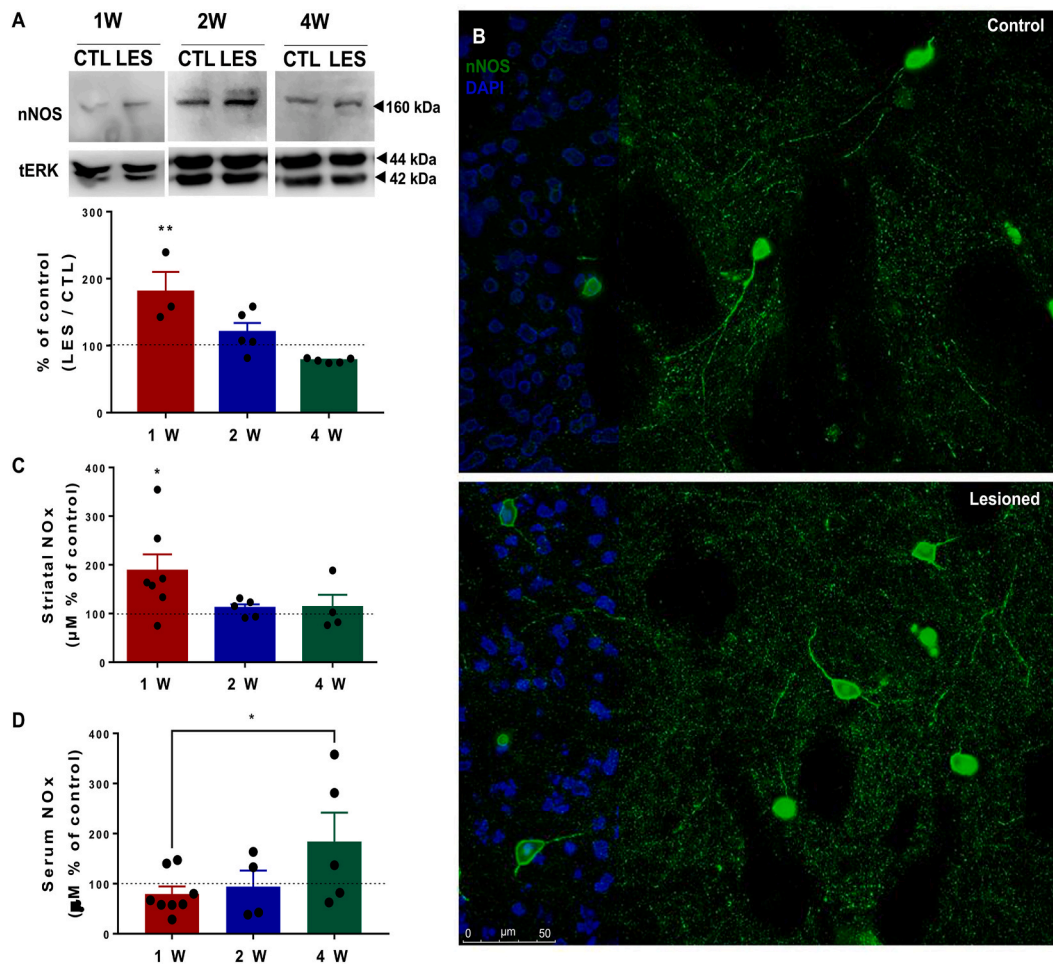 A
1W 2W 4W
CTL LES CTL LES CTL LES
nNOS
160 kDa
tERK
44 kDa
42 kDa
% of control
(LES / CTL)
300
200
100
0
**
1 W 2 W 4 W
B
Control
nNOS
DAPI
Lesioned
0 µm 50
C
Striatal NOx
(µM % of control)
400
300
200
100
0
*
1 W 2 W 4 W
D
Serum NOx
(µM % of control)
400
300
200
100
0
*
1 W 2 W 4 W